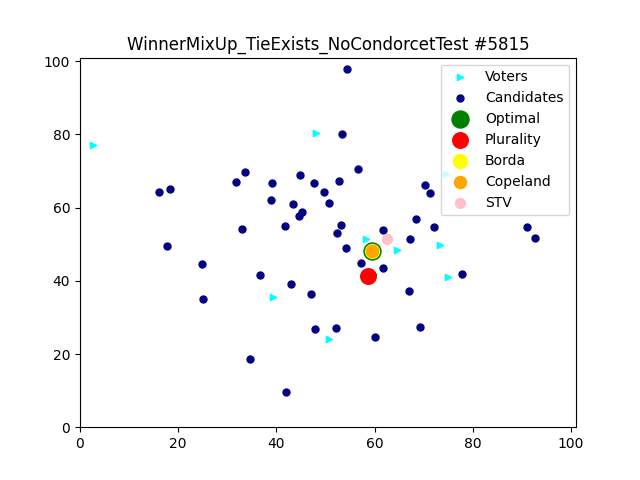 WinnerMixUp_TieExists_NoCondorcetTest #5815
Voters
Candidates
Optimal
Plurality
Borda
Copeland
STV
100
80
60
40
20
0
0 20 40 60 80 100